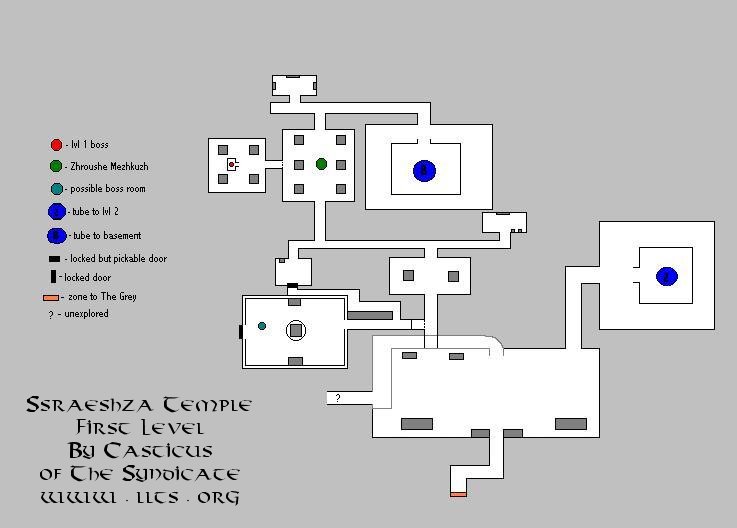 - lvl 1 boss
- Zhroushe Mezhkuzh
- possible boss room
- tube to lvl 2
- tube to basement
- locked but pickable door
- locked door
- zone to The Grey
? - unexplored
?
Ssraeshza Temple
First Level
By Casticus
of The Syndicate
www.llts.org